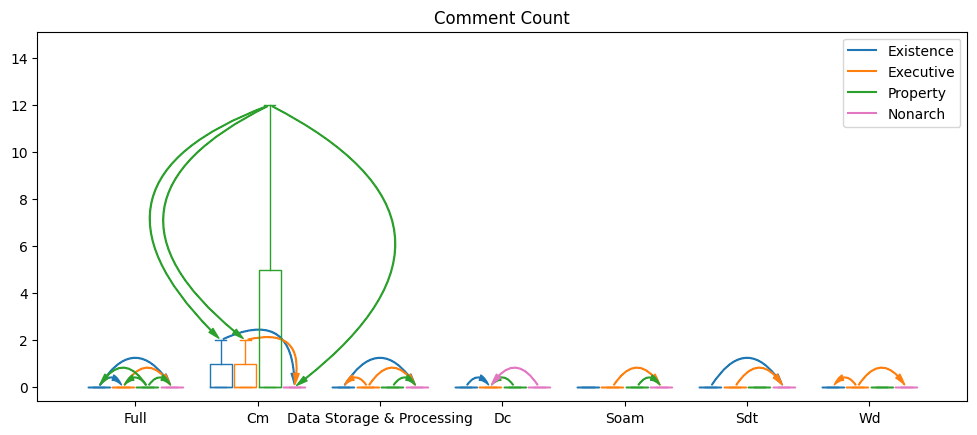 Comment Count
14
12
10
8
6
4
2
0
Existence
Executive
Property
Nonarch
Full
Cm
Data Storage & Processing
Dc
Soam
Sdt
Wd